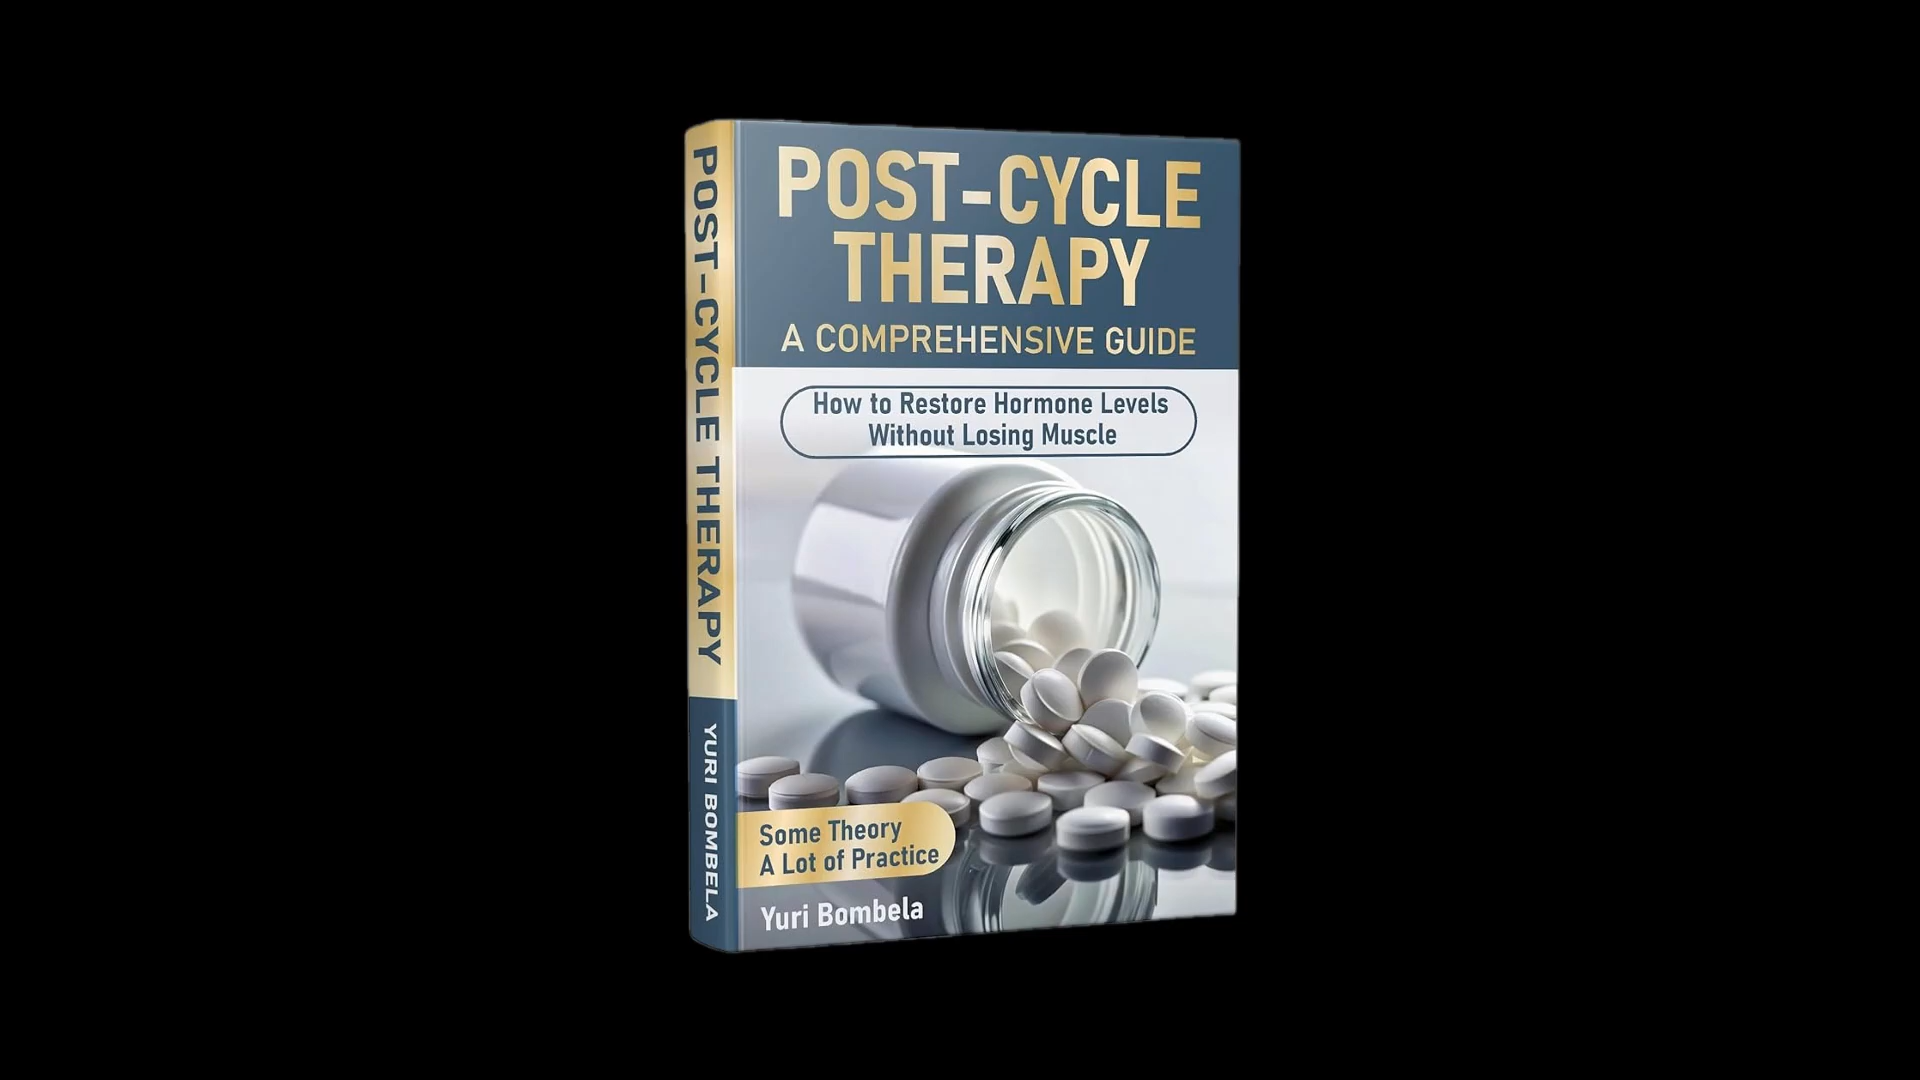 POST-CYCLE THERAPY
YURI BOMBELA
POST-CYCLE
THERAPY
A COMPREHENSIVE GUIDE
How to Restore Hormone Levels
Without Losing Muscle
Some Theory
A Lot of Practice
Yuri Bombela